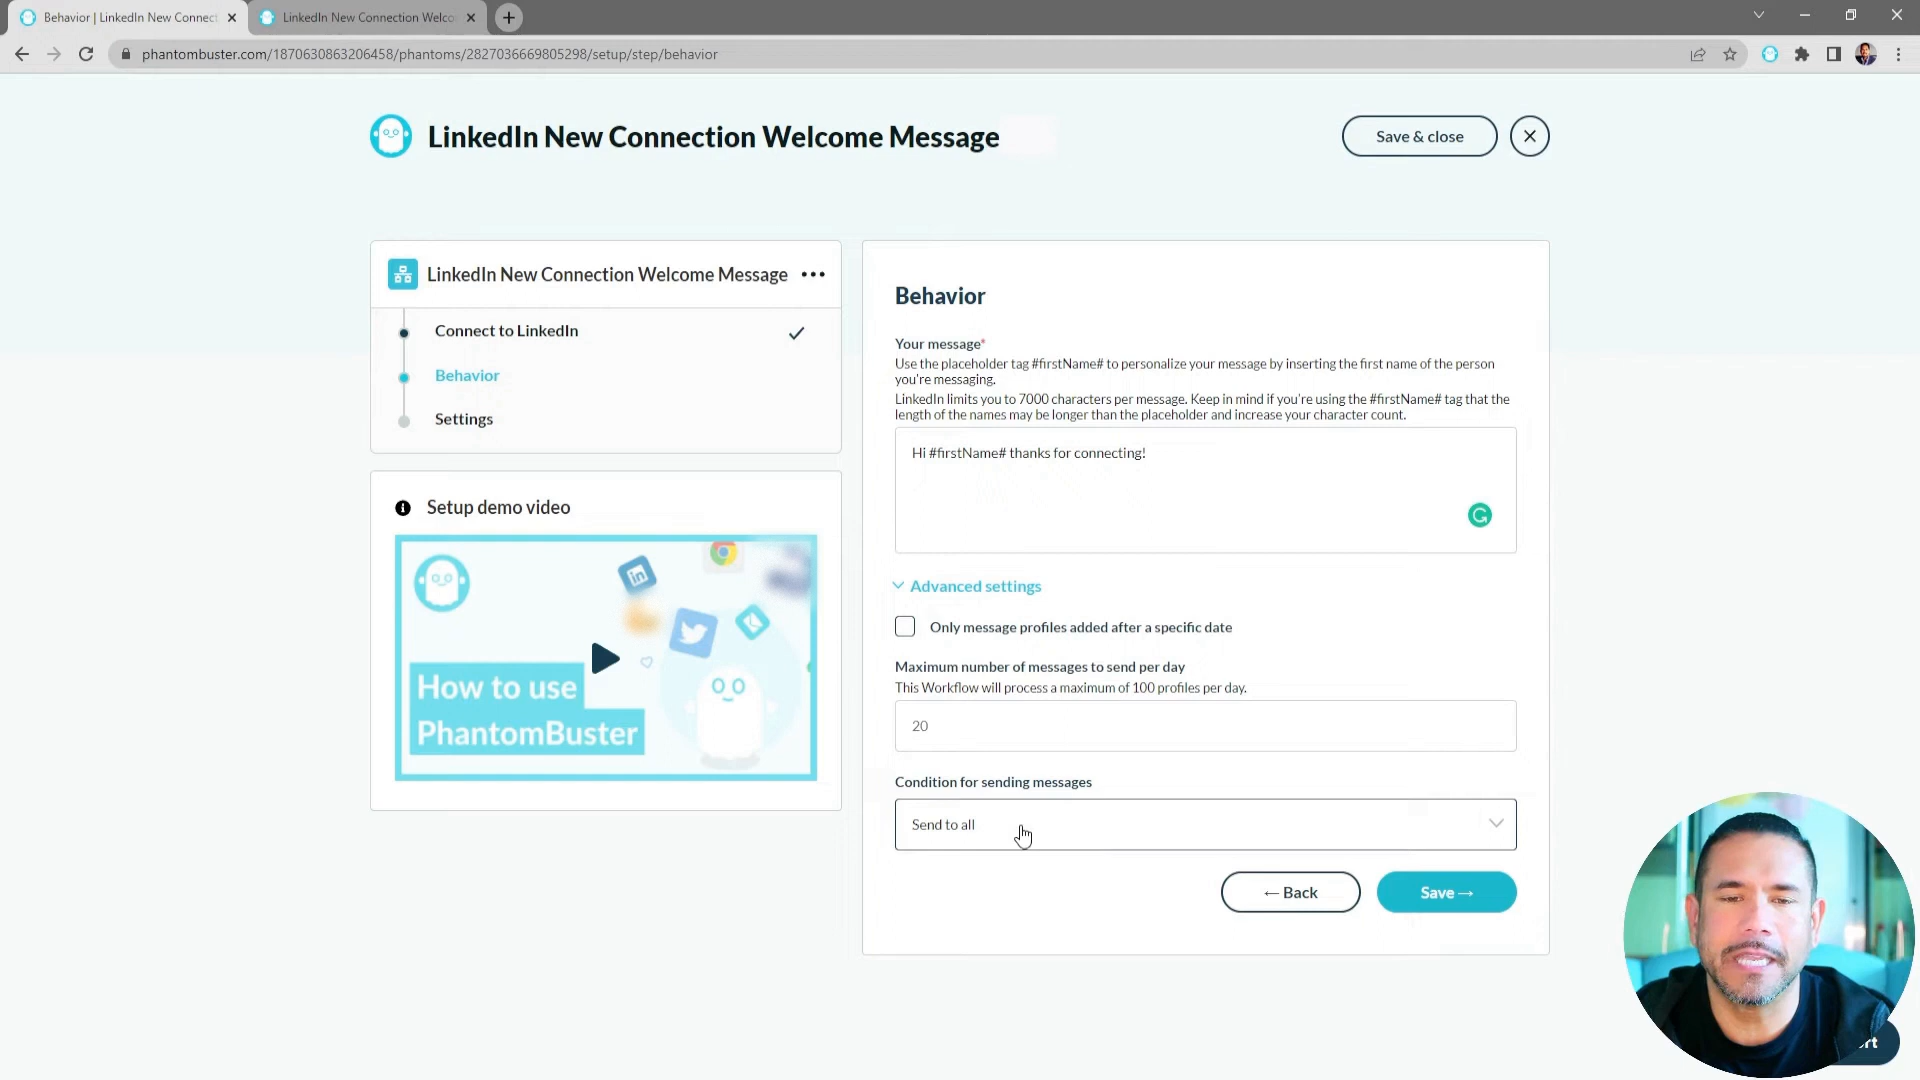 Behavior | LinkedIn New Connect
LinkedIn New Connection Welco
phantombuster.com/1870630863206458/phantoms/2827036669805298/setup/step/behavior
LinkedIn New Connection Welcome Message
Save & close
LinkedIn New Connection Welcome Message
Connect to LinkedIn
Behavior
Settings
Setup demo video
in
How to use
PhantomBuster
Behavior
Your message*
Use the placeholder tag #firstName# to personalize your message by inserting the first name of the person
you're messaging.
LinkedIn limits you to 7000 characters per message. Keep in mind if you're using the #firstName# tag that the
length of the names may be longer than the placeholder and increase your character count.
Hi #firstName# thanks for connecting!
Advanced settings
Only message profiles added after a specific date
Maximum number of messages to send per day
This Workflow will process a maximum of 100 profiles per day.
20
Condition for sending messages
Send to all
← Back
Save →